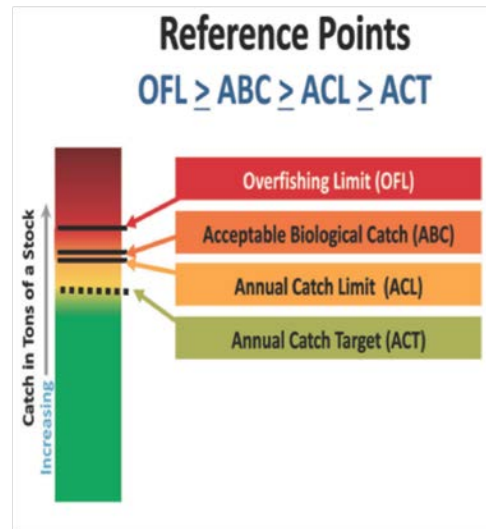 Reference Points
OFL ≥ ABC ≥ ACL ≥ ACT
Overfishing Limit (OFL)
Acceptable Biological Catch (ABC)
Annual Catch Limit (ACL)
Annual Catch Target (ACT)
Catch in Tons of a Stock
Increasing